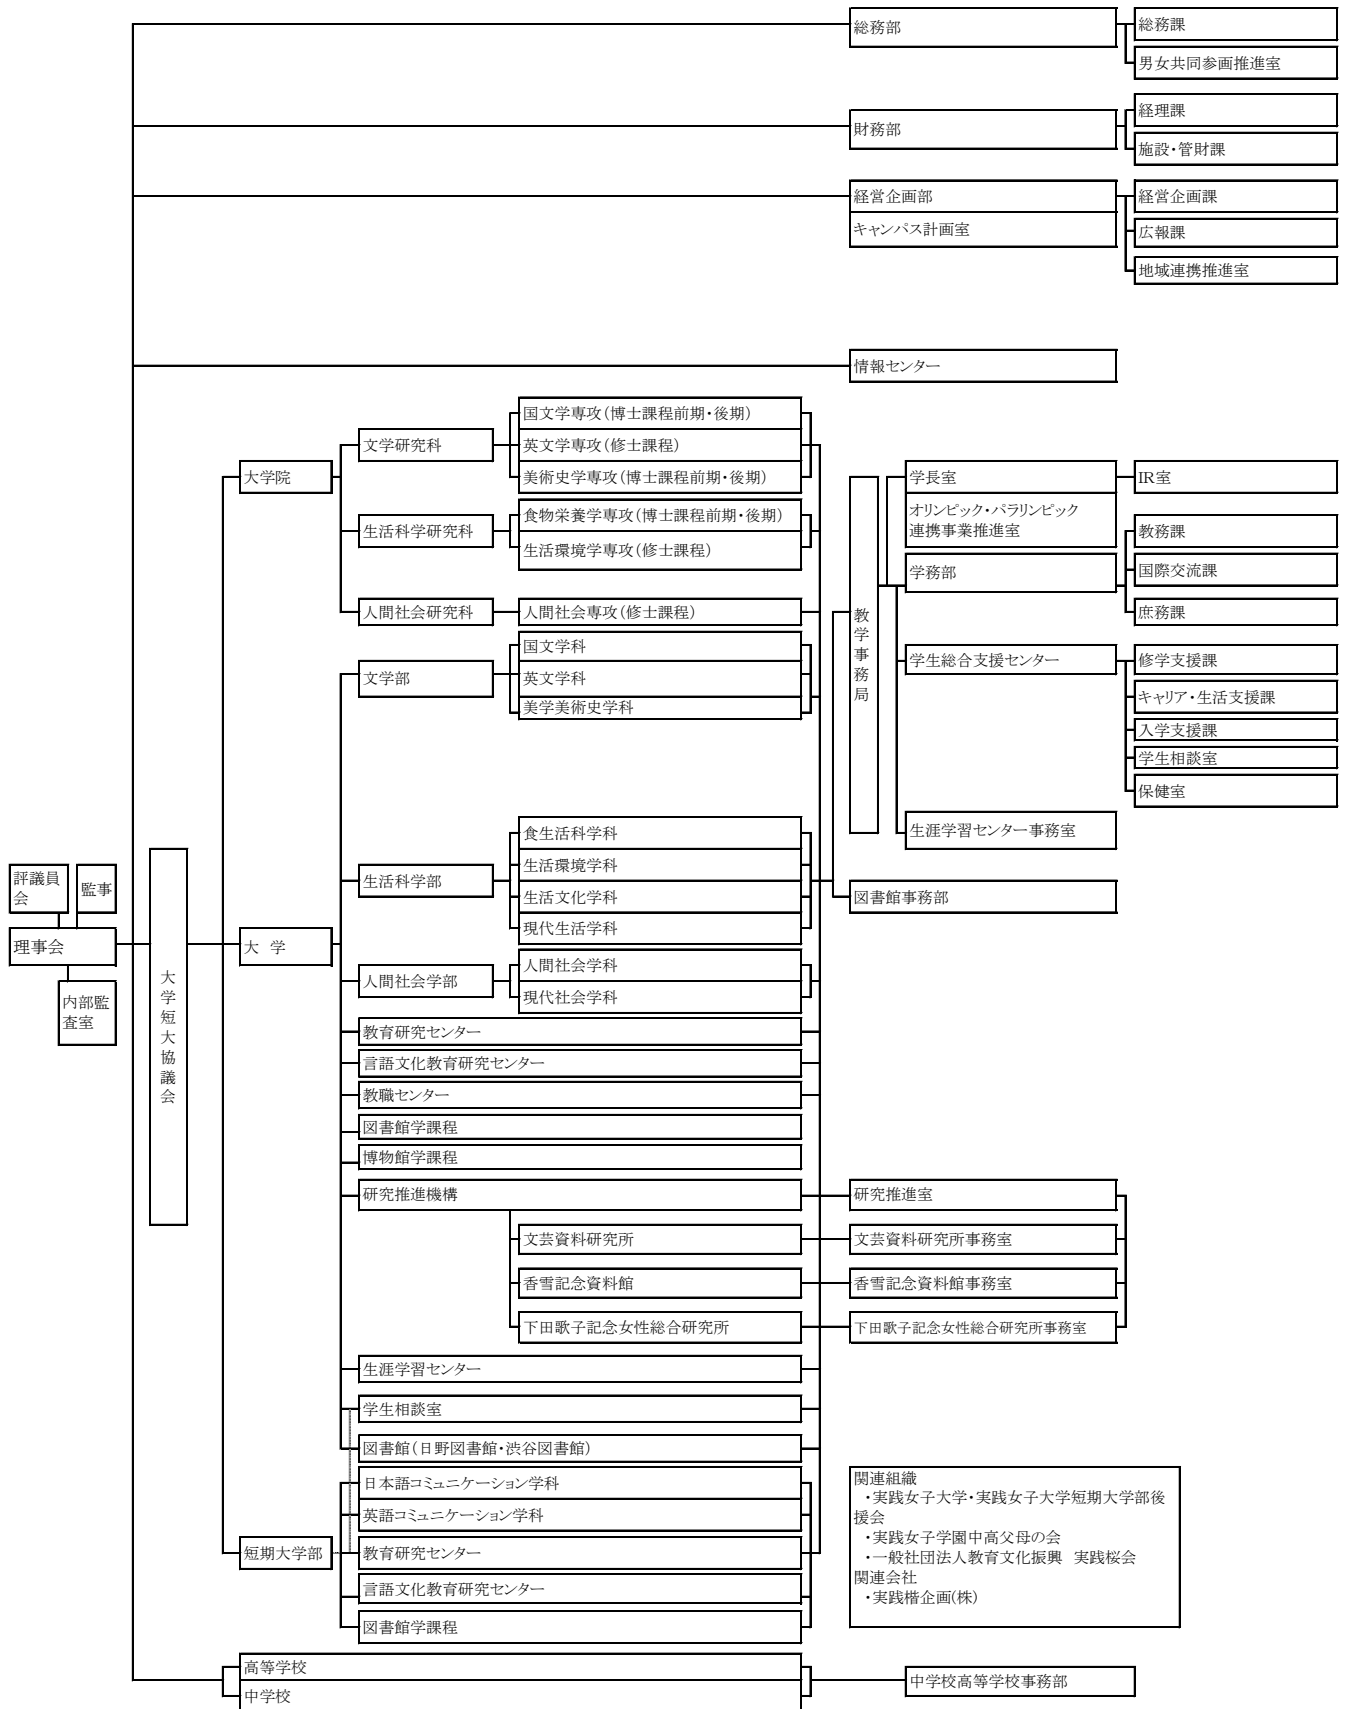 総務部
総務課
男女共同参画推進室
経理課
財務部
施設・管財課
経営企画部
経営企画課
キャンパス計画室
広報課
地域連携推進室
情報センター
国文学専攻(博士課程前期・後期)
文学研究科
英文学専攻(修士課程)
大学院
美術史学専攻(博士課程前期・後期)
学長室
IR室
食物栄養学専攻(博士課程前期・後期)
オリンピック・パラリンピック
連携事業推進室
生活科学研究科
教務課
生活環境学専攻(修士課程)
学務部
国際交流課
人間社会研究科
人間社会専攻(修士課程)
庶務課
教学事務局
国文学科
文学部
英文学科
美学美術史学科
学生総合支援センター
修学支援課
キャリア・生活支援課
入学支援課
学生相談室
保健室
生涯学習センター事務室
食生活科学科
生活環境学科
生活科学部
生活文化学科
現代生活学科
図書館事務部
評議員
会
監事
理事会
内部監
査室
大学短大協議会
大 学
人間社会学科
人間社会学部
現代社会学科
教育研究センター
言語文化教育研究センター
教職センター
図書館学課程
博物館学課程
研究推進機構
研究推進室
文芸資料研究所
文芸資料研究所事務室
香雪記念資料館
香雪記念資料館事務室
下田歌子記念女性総合研究所
下田歌子記念女性総合研究所事務室
生涯学習センター
学生相談室
図書館(日野図書館・渋谷図書館)
日本語コミュニケーション学科
英語コミュニケーション学科
短期大学部
教育研究センター
言語文化教育研究センター
図書館学課程
関連組織
・実践女子大学・実践女子大学短期大学部後
援会
・実践女子学園中高父母の会
・一般社団法人教育文化振興 実践桜会
関連会社
・実践楷企画(株)
高等学校
中学校
中学校高等学校事務部